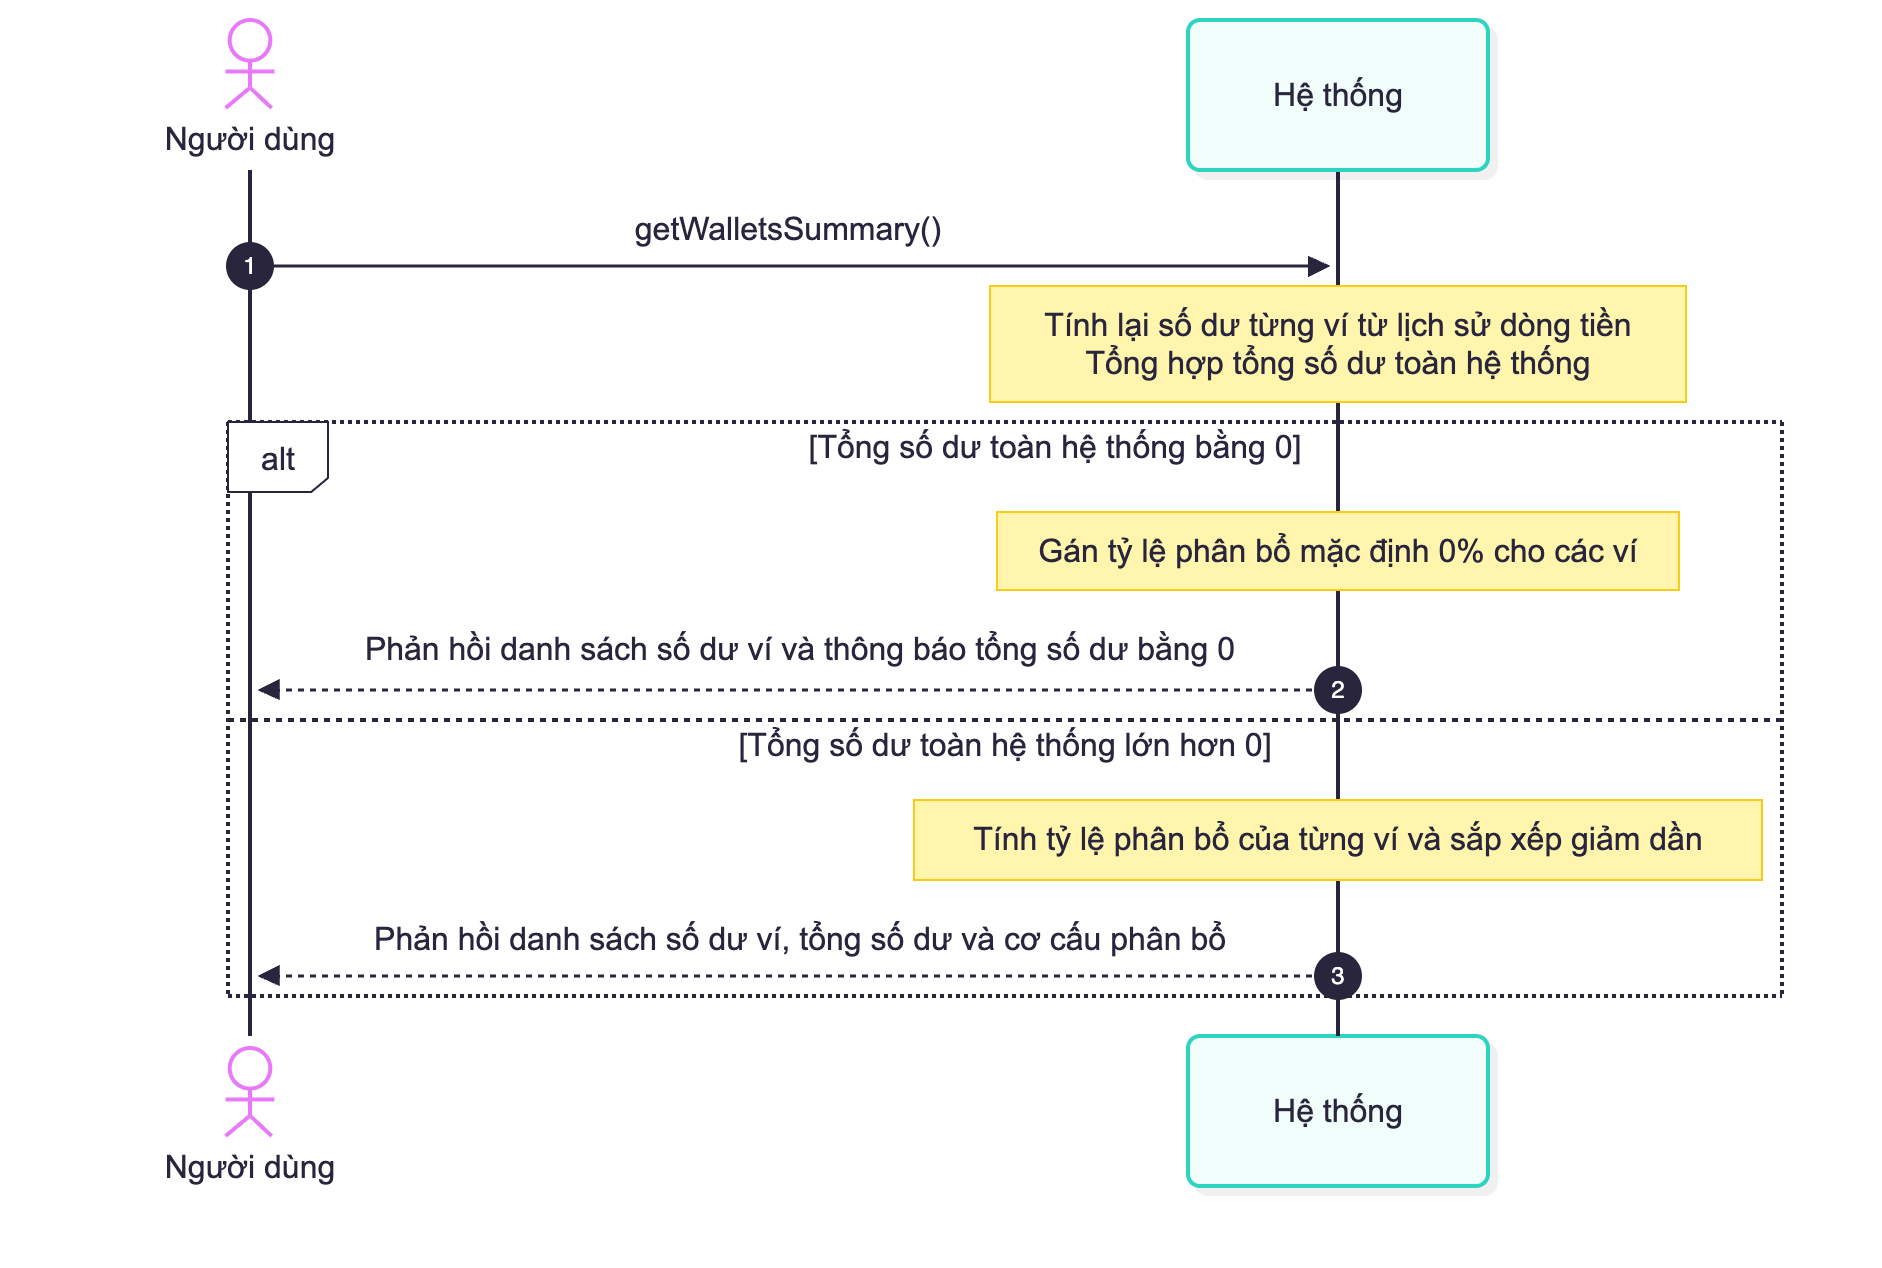 Người dùng
Hệ thống
getWalletsSummary()
1
Tính lại số dư từng ví từ lịch sử dòng tiền
Tổng hợp tổng số dư toàn hệ thống
alt
[Tổng số dư toàn hệ thống bằng 0]
Gán tỷ lệ phân bổ mặc định 0% cho các ví
Phản hồi danh sách số dư ví và thông báo tổng số dư bằng 0
2
[Tổng số dư toàn hệ thống lớn hơn 0]
Tính tỷ lệ phân bổ của từng ví và sắp xếp giảm dần
Phản hồi danh sách số dư ví, tổng số dư và cơ cấu phân bổ
3
Người dùng
Hệ thống